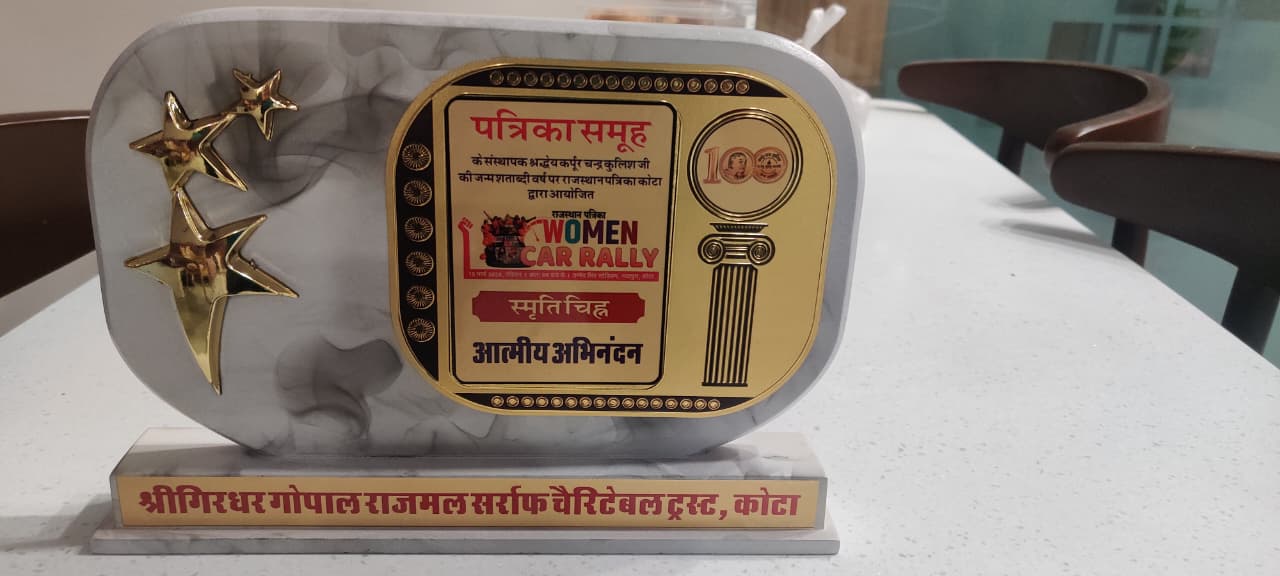 पत्रिका समूह
के संस्थापक श्रद्धेय कर्पूर चन्द्र कुलिश जी
की जन्मशताब्दी वर्ष पर राजस्थान पत्रिका कोटा
द्वारा आयोजित
राजस्थान पत्रिका
WOMEN
CAR RALLY
स्मृति चिह्न
आत्मीय अभिनंदन
100
श्री गिरधर गोपाल राजमल सर्राफ चैरिटेबल ट्रस्ट, कोटा